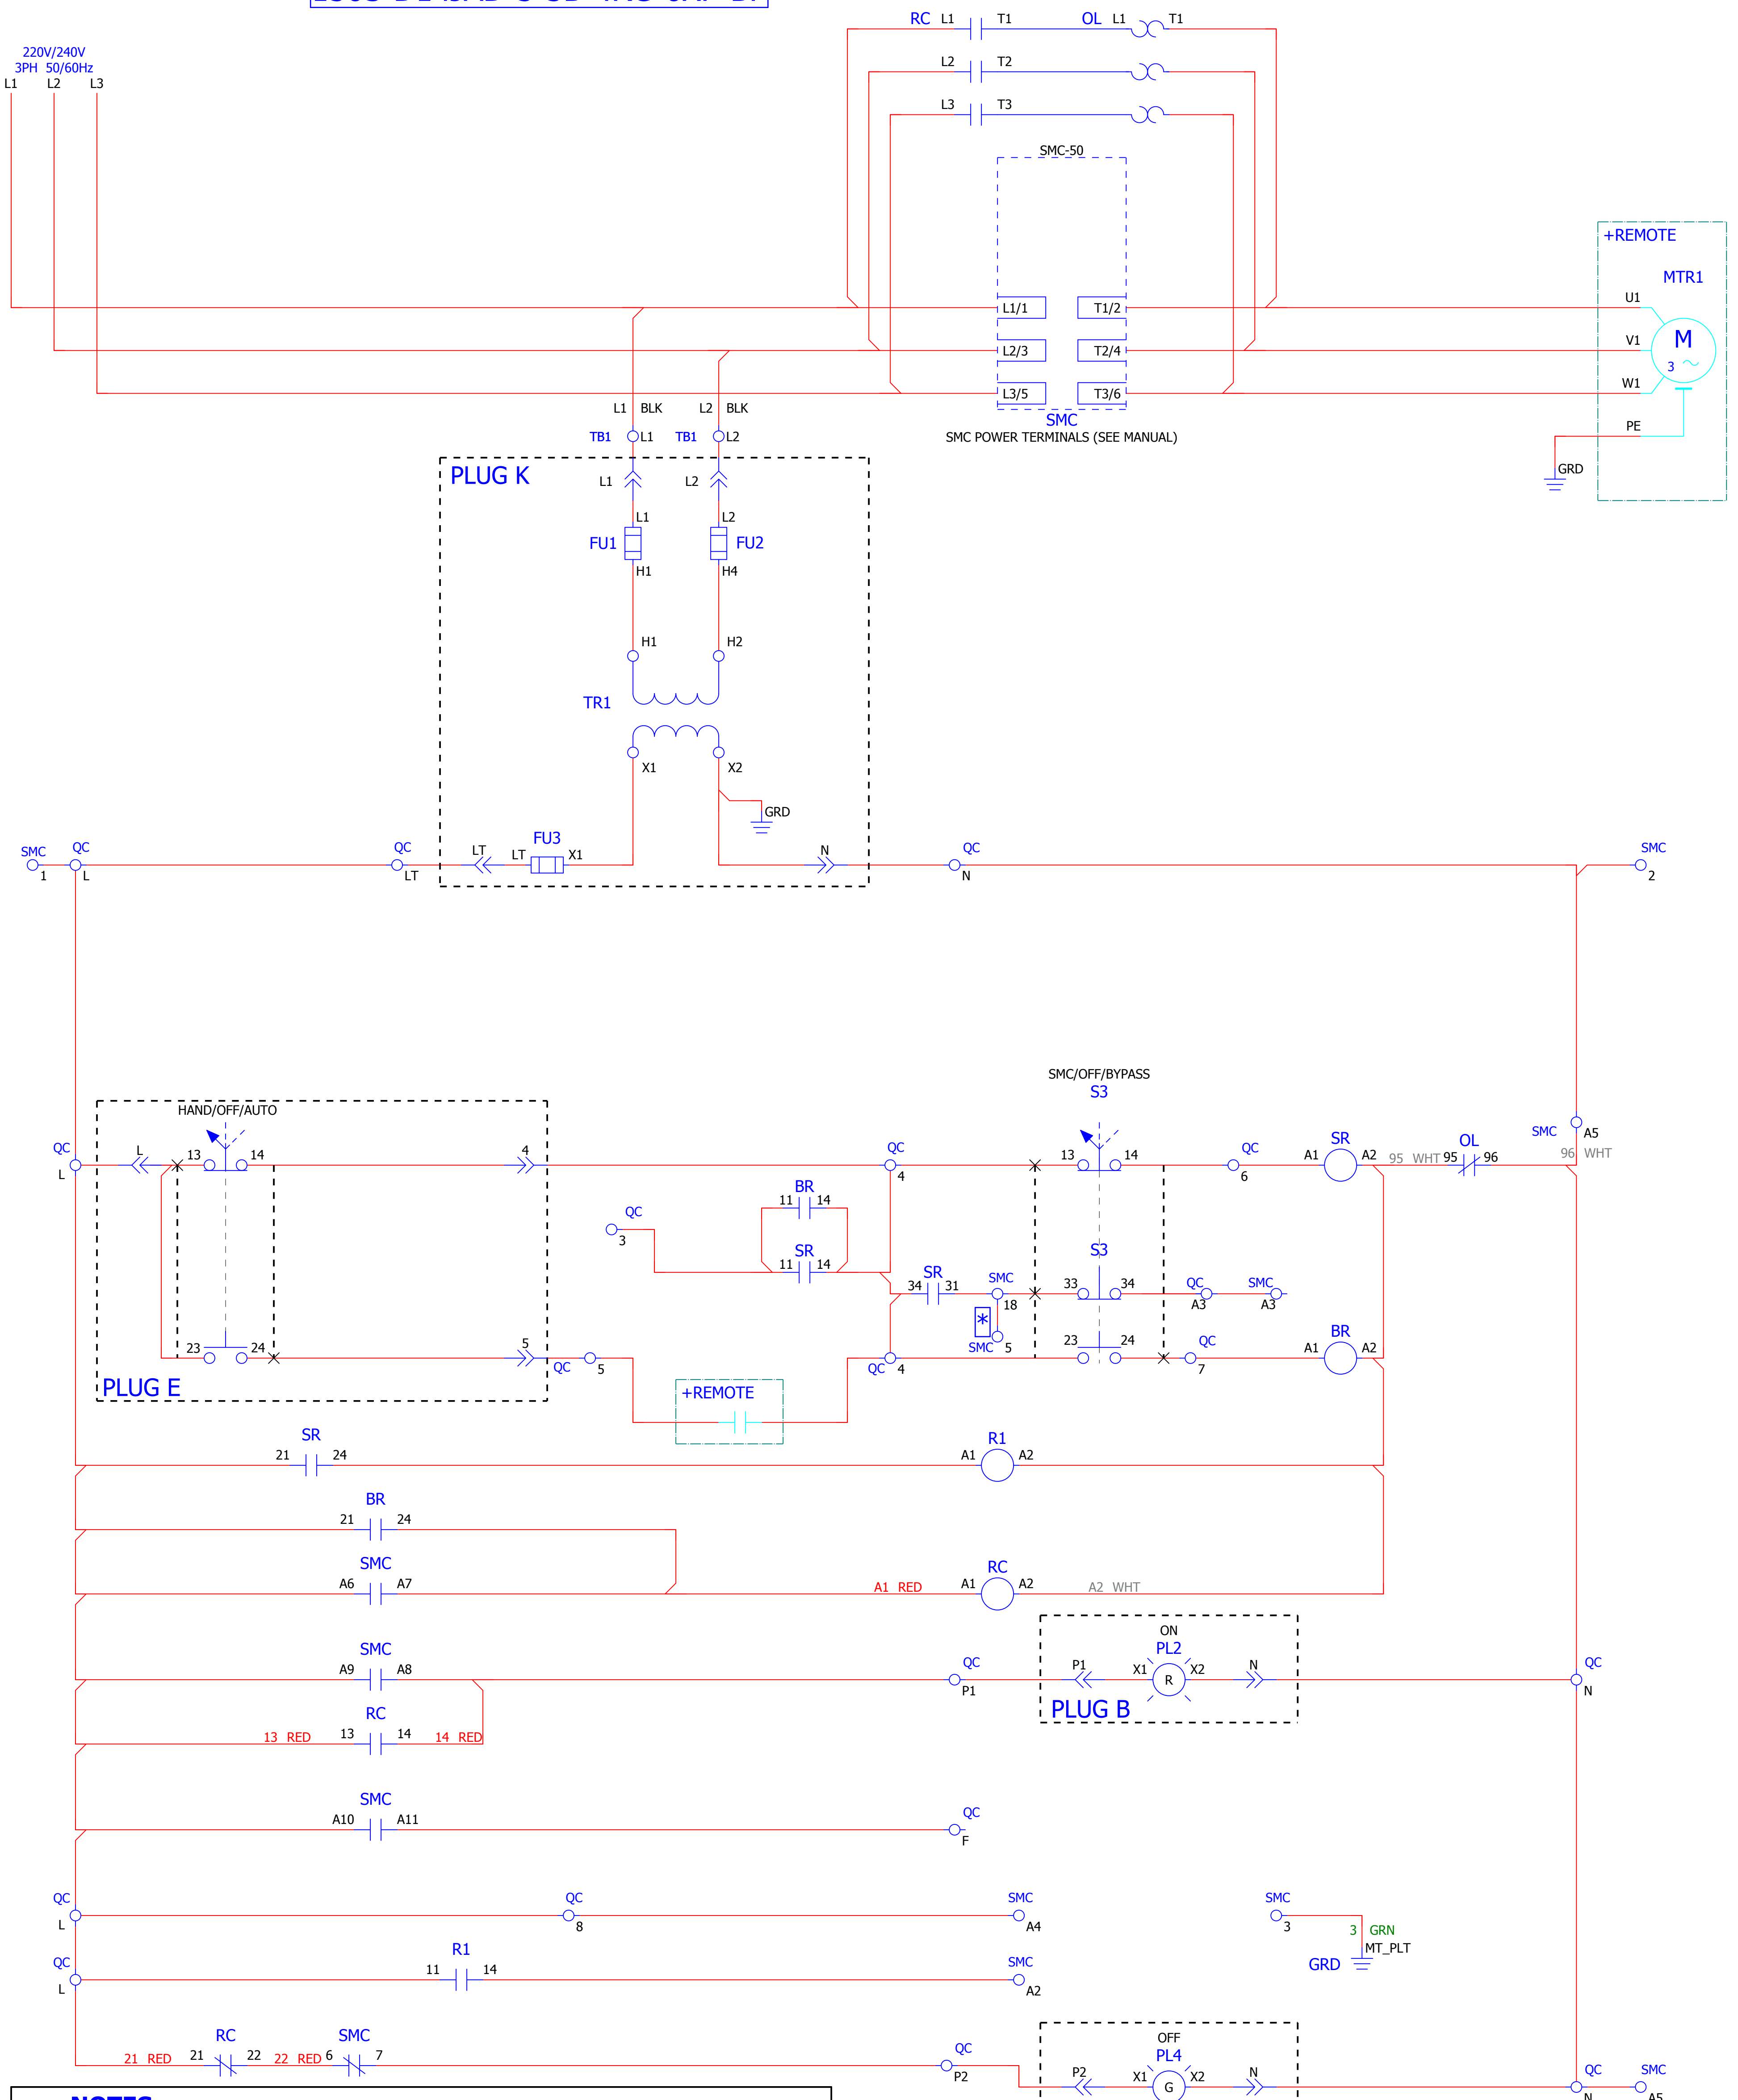 RC L1 T1 OL L1 T1
220V/240V
3PH 50/60Hz
L1 L2 L3
L2 T2
L3 T3
SMC-50
+REMOTE
MTR1
U1
L1/1 T1/2
V1
M
L2/3 T2/4
3
W1
L3/5 T3/6
L1 BLK L2 BLK
SMC
PE
TB1 L1 TB1 L2
SMC POWER TERMINALS (SEE MANUAL)
PLUG K
GRD
L1 L2
L1 L2
FU1 FU2
H1 H4
H1 H2
TR1
X1 X2
GRD
FU3
SMC QC QC LT LT X1 N QC SMC
1 L LT N 2
SMC/OFF/BYPASS
S3
HAND/OFF/AUTO
SMC A5
QC L 13 14 4 QC 13 14 QC SR OL
A1 A2 95 WHT 95 96 96 WHT
L 4 6
BR
11 14
QC
3
SR S3
11 14
SR
34 31 SMC 33 34 QC SMC
18 A3 A3
*
SMC 5
23 24 5 QC 5 QC 4 23 24 QC BR
A1 A2
7
PLUG E
+REMOTE
SR R1
21 24 A1 A2
BR
21 24
SMC RC
A6 A7 A1 RED A1 A2 A2 WHT
ON
SMC PL2
A9 A8 QC P1 X1 R X2 N QC
P1 N
PLUG B
RC
13 RED 13 14 14 RED
SMC
A10 A11 QC
F
QC QC SMC SMC
L 8 A4 3
3 GRN
MT_PLT
GRD
QC R1 SMC
L 11 14 A2
OFF
RC SMC PL4
21 RED 21 22 22 RED 6 7 QC
P2 P2 X1 G X2 N QC SMC